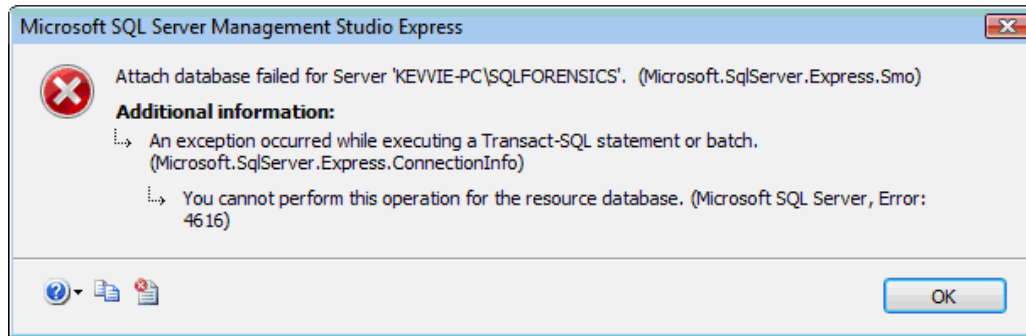 Microsoft SQL Server Management Studio Express
Attach database failed for Server 'KEVVIE-PC\SQLFORENSICS'.  (Microsoft.SqlServer.Express.Smo)
Additional information:
An exception occurred while executing a Transact-SQL statement or batch.
(Microsoft.SqlServer.Express.ConnectionInfo)
You cannot perform this operation for the resource database. (Microsoft SQL Server, Error:
4616)
OK